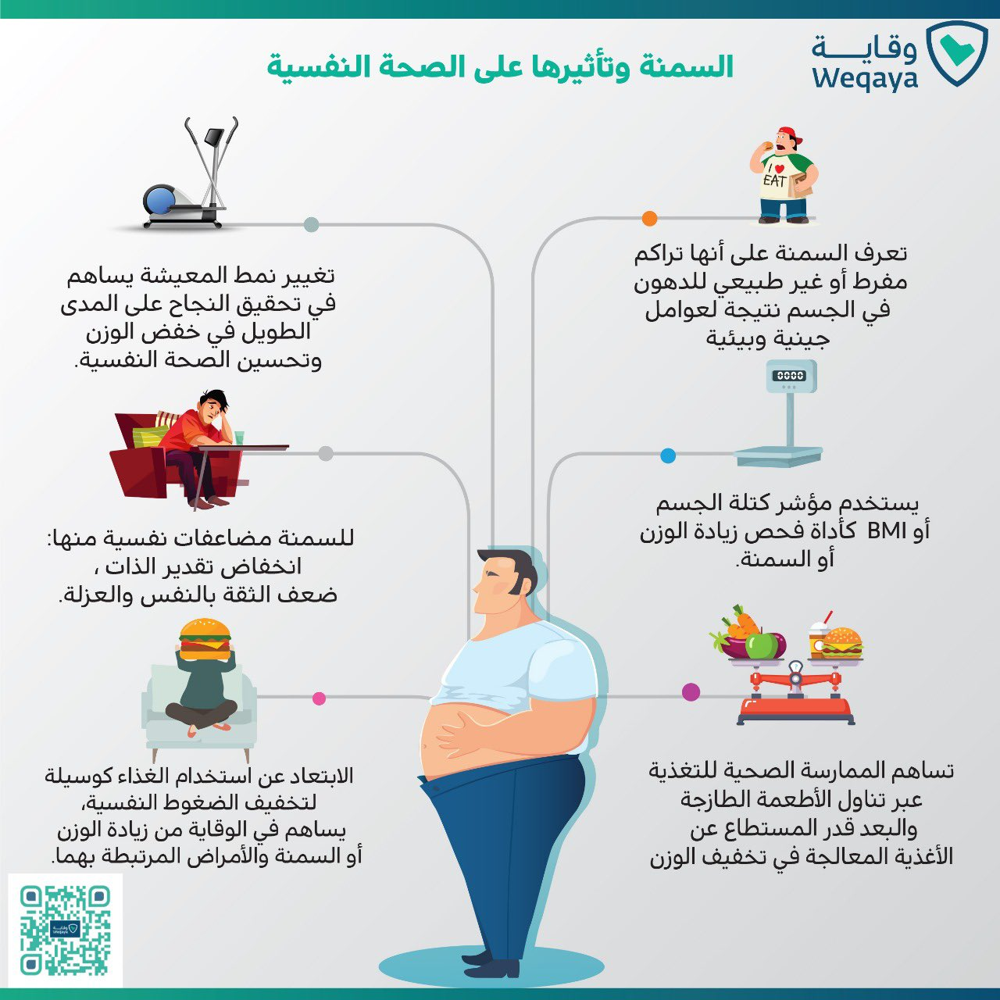 وقاية
Weqaya
السمنة وتأثيرها على الصحة النفسية
I ♥
EAT
تعرف السمنة على أنها تراكم
مفرط أو غير طبيعي للدهون
في الجسم نتيجة لعوامل
جينية وبيئية
0000
يستخدم مؤشر كتلة الجسم
أو BMI كأداة فحص زيادة الوزن
أو السمنة.
تساهم الممارسة الصحية للتغذية
عبر تناول الأطعمة الطازجة
والبعد قدر المستطاع عن
الأغذية المعالجة في تخفيف الوزن
تغيير نمط المعيشة يساهم
في تحقيق النجاح على المدى
الطويل في خفض الوزن
وتحسين الصحة النفسية.
للسمنة مضاعفات نفسية منها:
انخفاض تقدير الذات ،
ضعف الثقة بالنفس والعزلة.
الابتعاد عن استخدام الغذاء كوسيلة
لتخفيف الضغوط النفسية،
يساهم في الوقاية من زيادة الوزن
أو السمنة والأمراض المرتبطة بهما.
وقاية
Weqaya